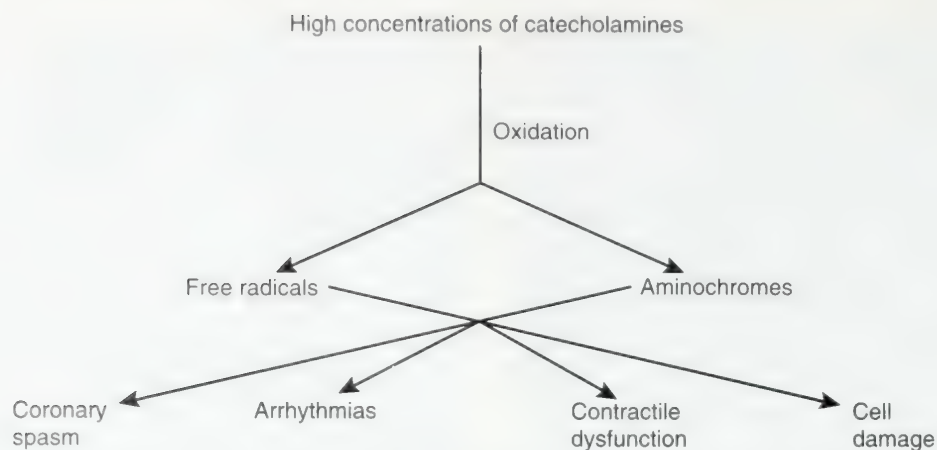 High concentrations of catecholamines
Oxidation
Free radicals
Aminochromes
Coronary
spasm
Arrhythmias
Contractile
dysfunction
Cell
damage